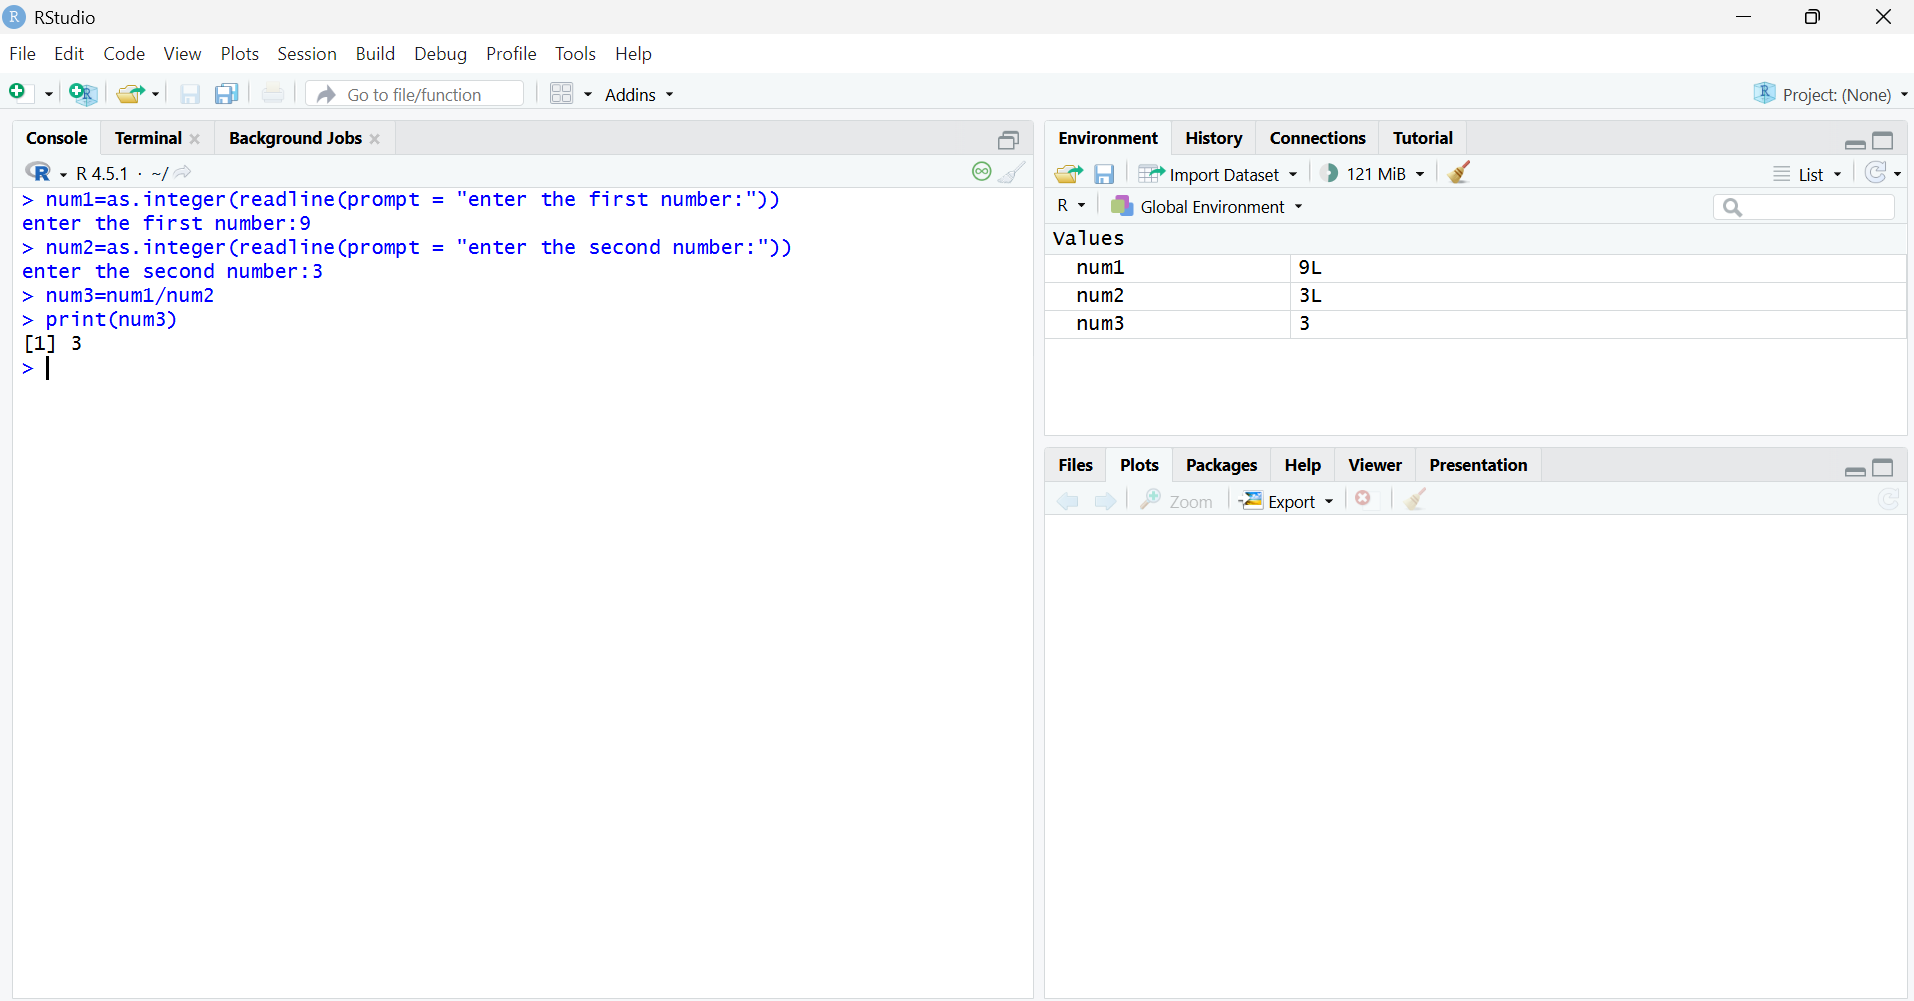 RStudio
File Edit Code View Plots Session Build Debug Profile Tools Help
Go to file/function Addins Project: (None)
Console Terminal Background Jobs
R 4.5.1 · ~/
> num1=as.integer(readline(prompt = "enter the first number:"))
enter the first number:9
> num2=as.integer(readline(prompt = "enter the second number:"))
enter the second number:3
> num3=num1/num2
> print(num3)
[1] 3
>
Environment History Connections Tutorial
Import Dataset 121 MiB List
R Global Environment
Values
num1 9L
num2 3L
num3 3
Files Plots Packages Help Viewer Presentation
Zoom Export